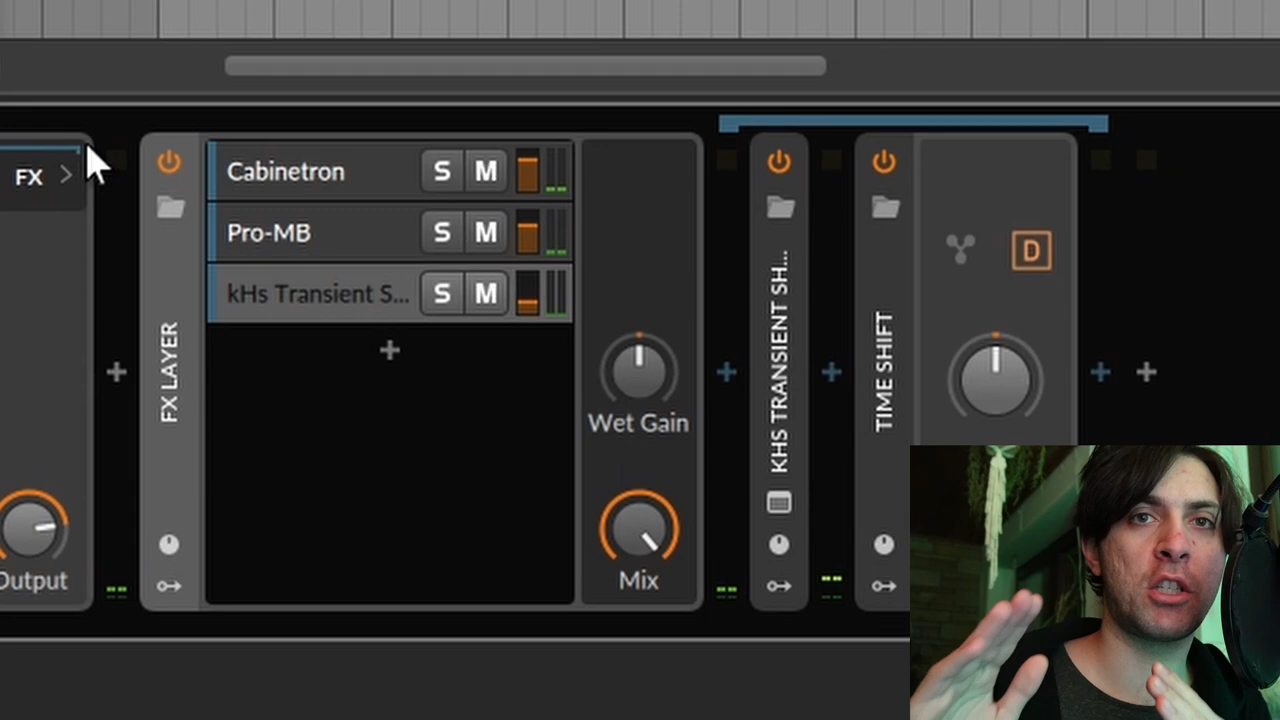 FX
Output
FX LAYER
Cabinetron S M
Pro-MB S M
kHs Transient S... S M
Wet Gain
Mix
KHS TRANSIENT SH...
TIME SHIFT
D